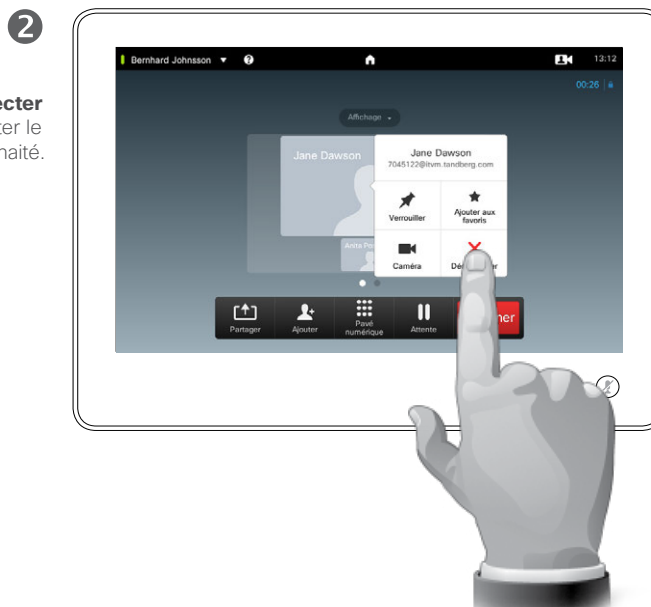 2
ecter
ter le
haité.
Bernhard Johnsson ? 13:12
00:26
Affichage
Jane Dawson
Jane Dawson
7045122@itvm.tandberg.com
Verrouiller
Ajouter aux
favoris
Caméra
Partager
Ajouter
Pavé
numérique
Attente